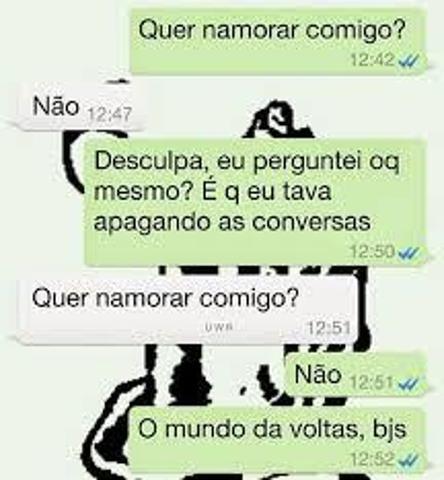 Quer namorar comigo?
12:42
Não 12:47
Desculpa, eu perguntei oq
mesmo? É q eu tava
apagando as conversas
12:50
Quer namorar comigo?
UWR 12:51
Não 12:51
O mundo da voltas, bjs
12:52